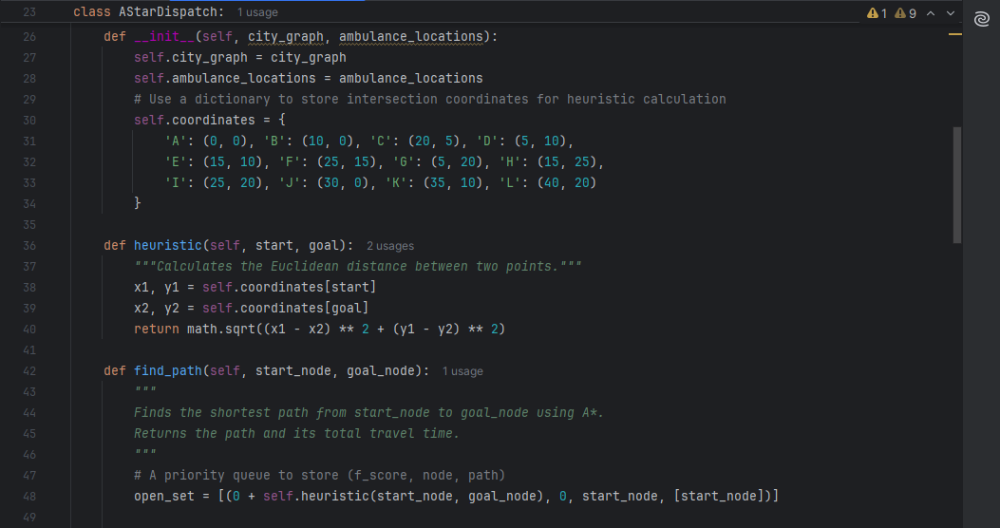 23 class AStarDispatch: 1 usage
1 9
26 def __init__(self, city_graph, ambulance_locations):
27 self.city_graph = city_graph
28 self.ambulance_locations = ambulance_locations
29 # Use a dictionary to store intersection coordinates for heuristic calculation
30 self.coordinates = {
31 'A': (0, 0), 'B': (10, 0), 'C': (20, 5), 'D': (5, 10),
32 'E': (15, 10), 'F': (25, 15), 'G': (5, 20), 'H': (15, 25),
33 'I': (25, 20), 'J': (30, 0), 'K': (35, 10), 'L': (40, 20)
34 }
35
36 def heuristic(self, start, goal): 2 usages
37 """Calculates the Euclidean distance between two points."""
38 x1, y1 = self.coordinates[start]
39 x2, y2 = self.coordinates[goal]
40 return math.sqrt((x1 - x2) ** 2 + (y1 - y2) ** 2)
41
42 def find_path(self, start_node, goal_node): 1 usage
43 """
44 Finds the shortest path from start_node to goal_node using A*.
45 Returns the path and its total travel time.
46 """
47 # A priority queue to store (f_score, node, path)
48 open_set = [(0 + self.heuristic(start_node, goal_node), 0, start_node, [start_node])]
49